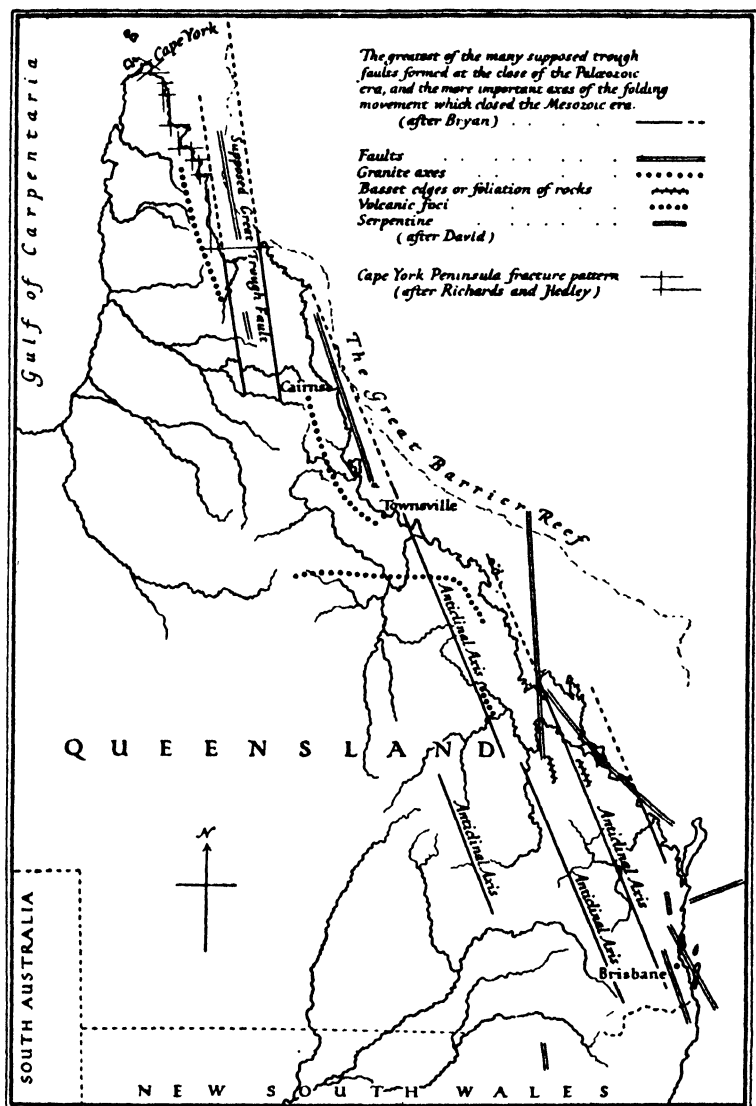 Cape York
Gulf of Carpentaria
The greatest of the many supposed trough
faults formed at the close of the Palæozoic
era, and the more important axes of the folding
movement which closed the Mesozoic era.
(after Bryan) . . . .
Faults . . . . .
Granite axes . . . .
Basset edges or foliation of rocks
Volcanic foci . . . .
Serpentine . . . .
(after David)
Cape York Peninsula fracture pattern
(after Richards and Healey)
Supposed Great Trough Fault
Cairns
The Great Barrier Reef
Townsville
Anticlinal Axis
QUEENSLAND
Anticlinal Axis
Anticlinal Axis
Anticlinal Axis
N
SOUTH AUSTRALIA
Brisbane
NEW SOUTH WALES